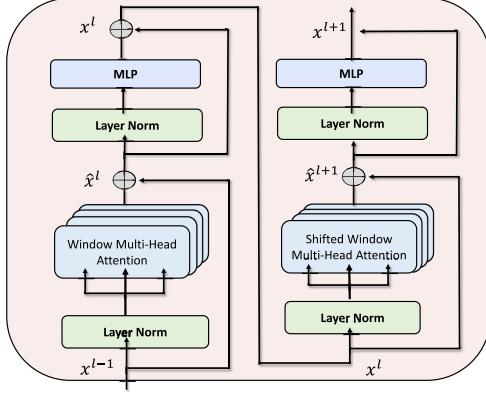 x^l
MLP
Layer Norm
x̂^l
Window Multi-Head
Attention
Layer Norm
x^{l-1}
x^{l+1}
MLP
Layer Norm
x̂^{l+1}
Shifted Window
Multi-Head Attention
Layer Norm
x^l